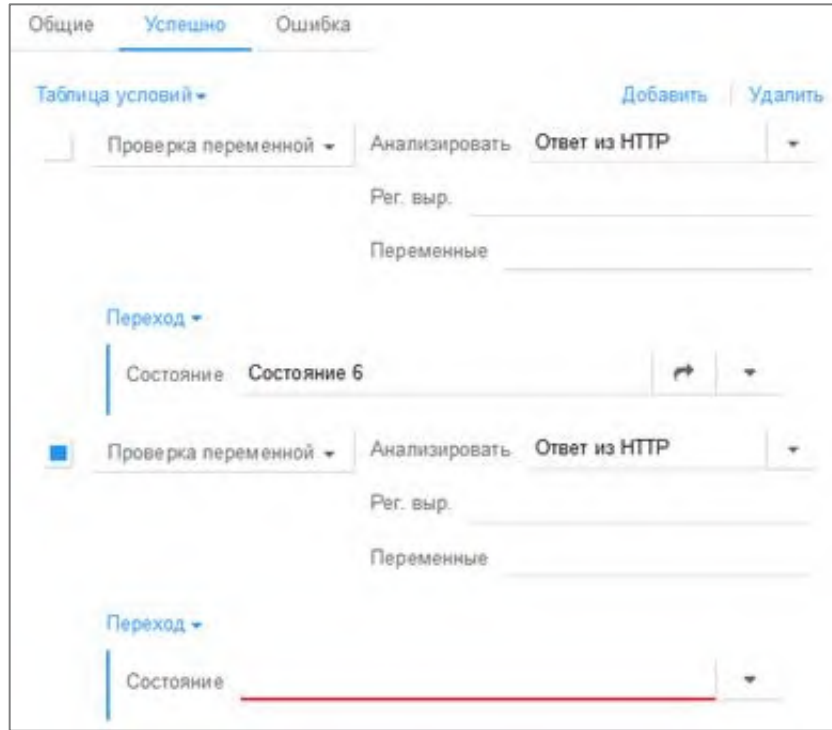 Общие Успешно Ошибка
Таблица условий Добавить Удалить
Проверка переменной Анализировать Ответ из HTTP
Рег. выр.
Переменные
Переход
Состояние Состояние 6
Проверка переменной Анализировать Ответ из HTTP
Рег. выр.
Переменные
Переход
Состояние